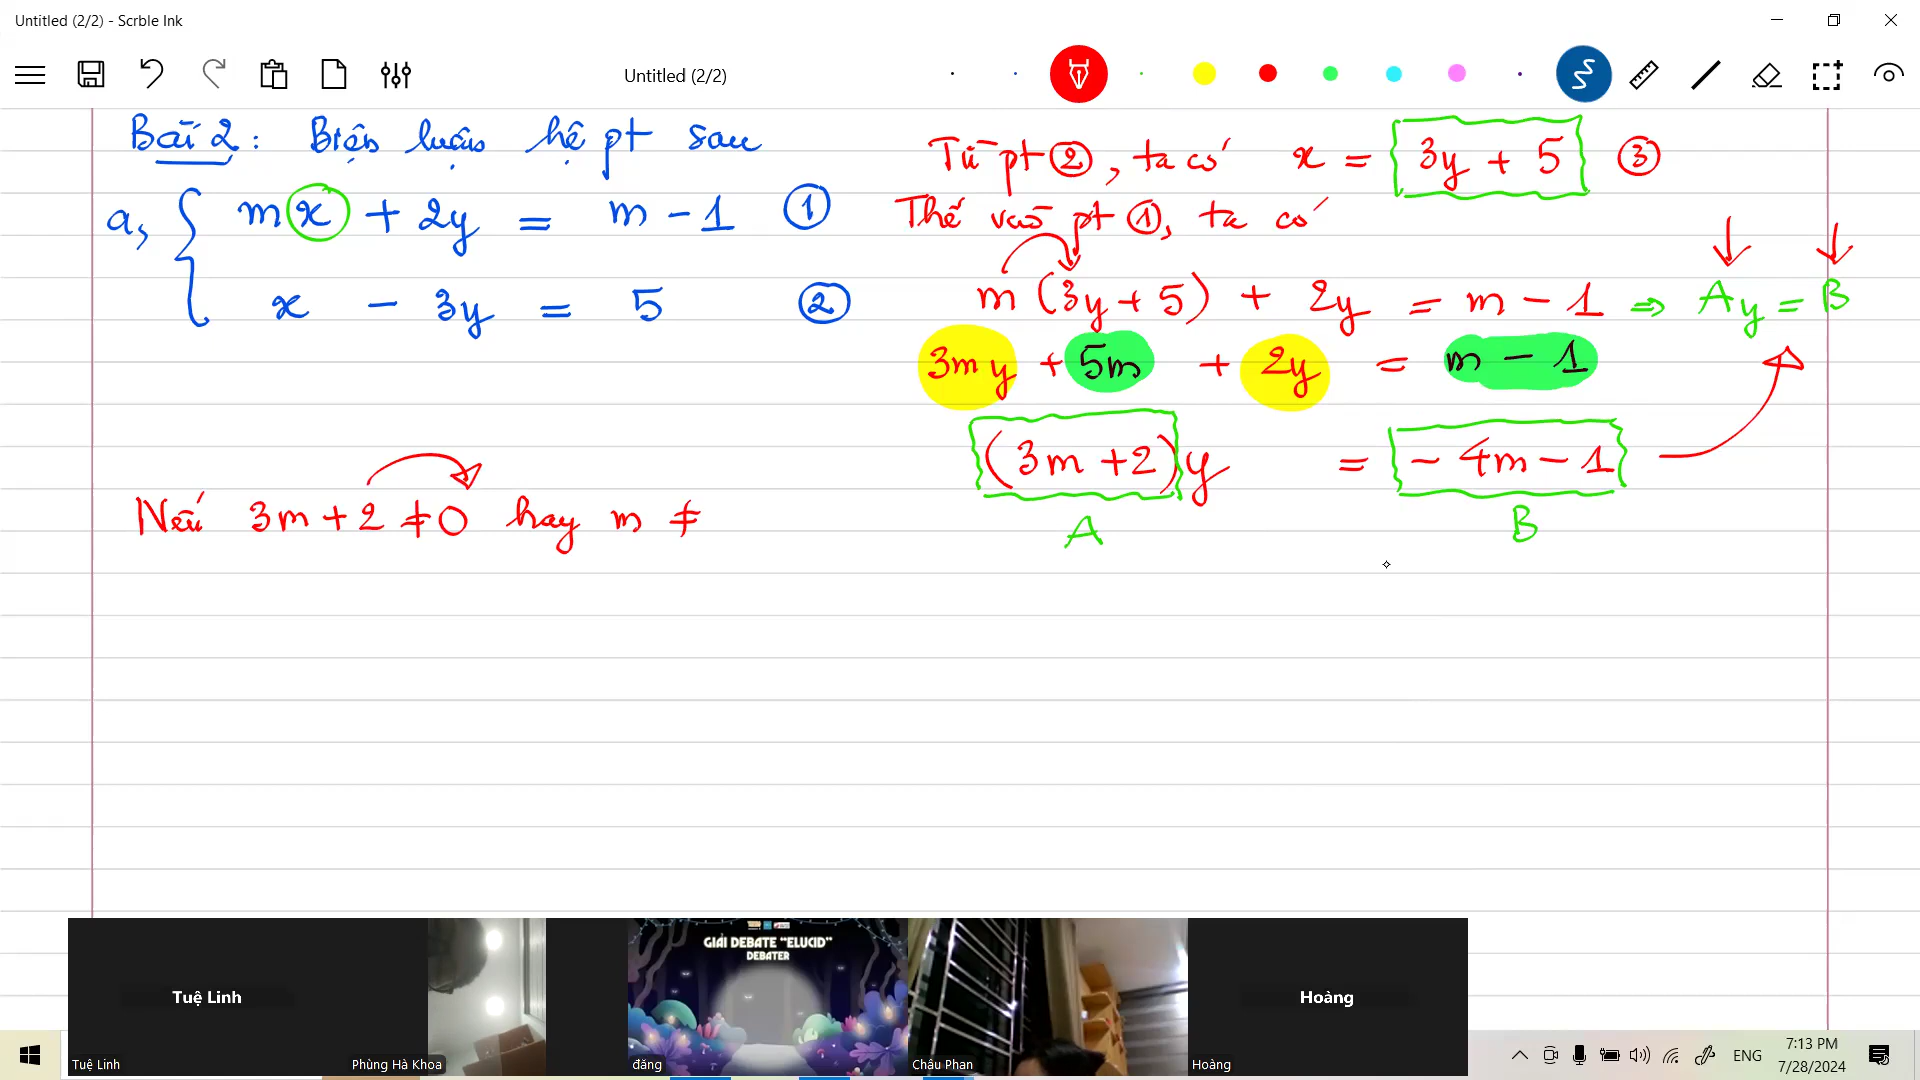 Untitled (2/2) - Scrble Ink
Untitled (2/2)
Bài 2 : Biện luận hệ pt sau
a, { mx + 2y = m - 1 ①
x - 3y = 5 ②
Nếu 3m + 2 ≠ 0 hay m ≠
Từ pt ②, ta có x = 3y + 5 ③
Thế vào pt ①, ta có
m (3y + 5) + 2y = m - 1 ⇒ Ay = B
3my + 5m + 2y = m - 1
(3m + 2)y = - 4m - 1
A B
GIẢI DEBATE "ELUCID"
DEBATER
Tuệ Linh
Hoàng
Tuệ Linh
Phùng Hà Khoa
đăng
Châu Phan
Hoàng
ENG
7:13 PM
7/28/2024